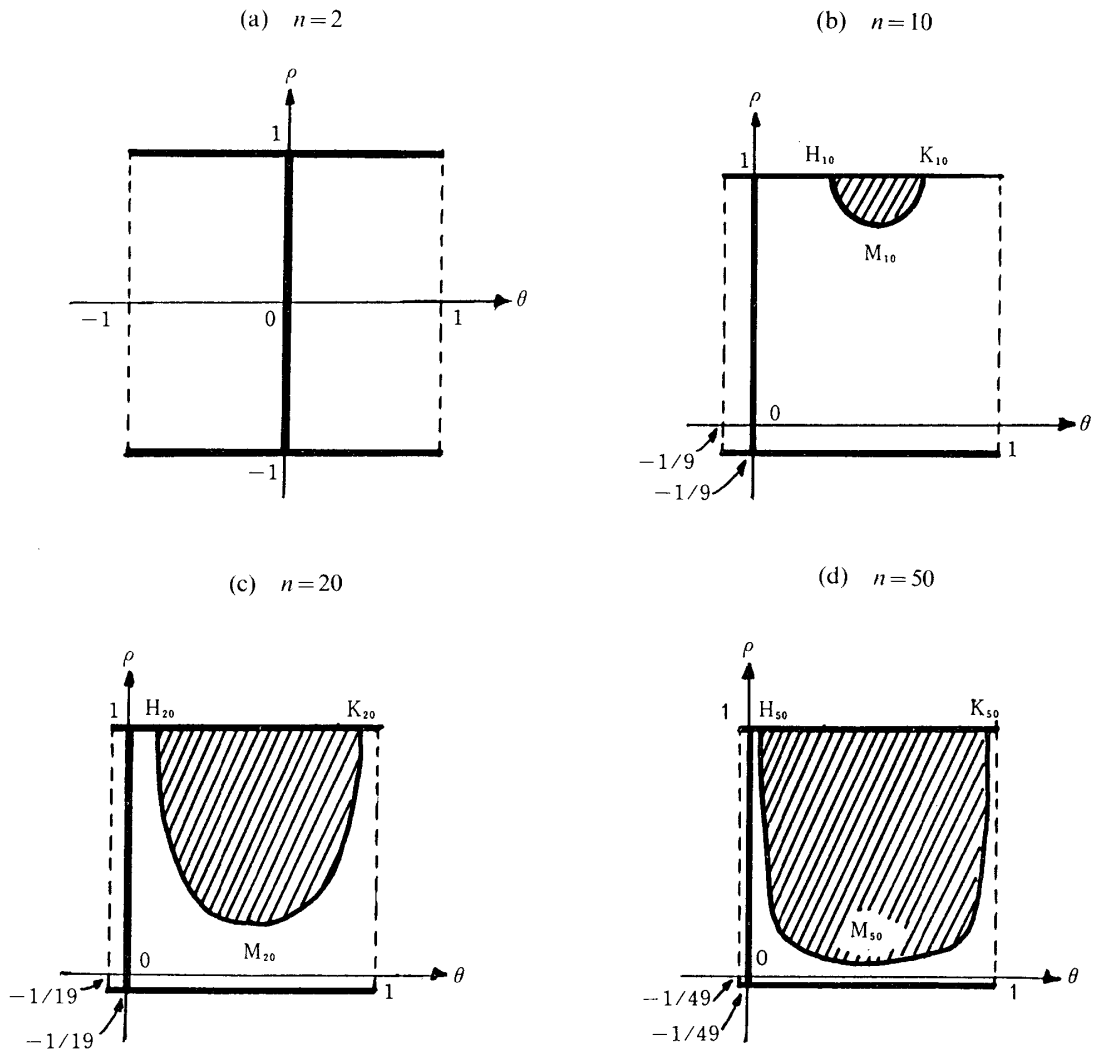 (a) n=2
ρ
1
−1
0
1
θ
−1
(b) n=10
ρ
1
H₁₀
K₁₀
M₁₀
0
θ
−1/9
−1/9
1
(c) n=20
ρ
1
H₂₀
K₂₀
M₂₀
0
θ
−1/19
−1/19
1
(d) n=50
ρ
1
H₅₀
K₅₀
M₅₀
0
θ
−1/49
−1/49
1